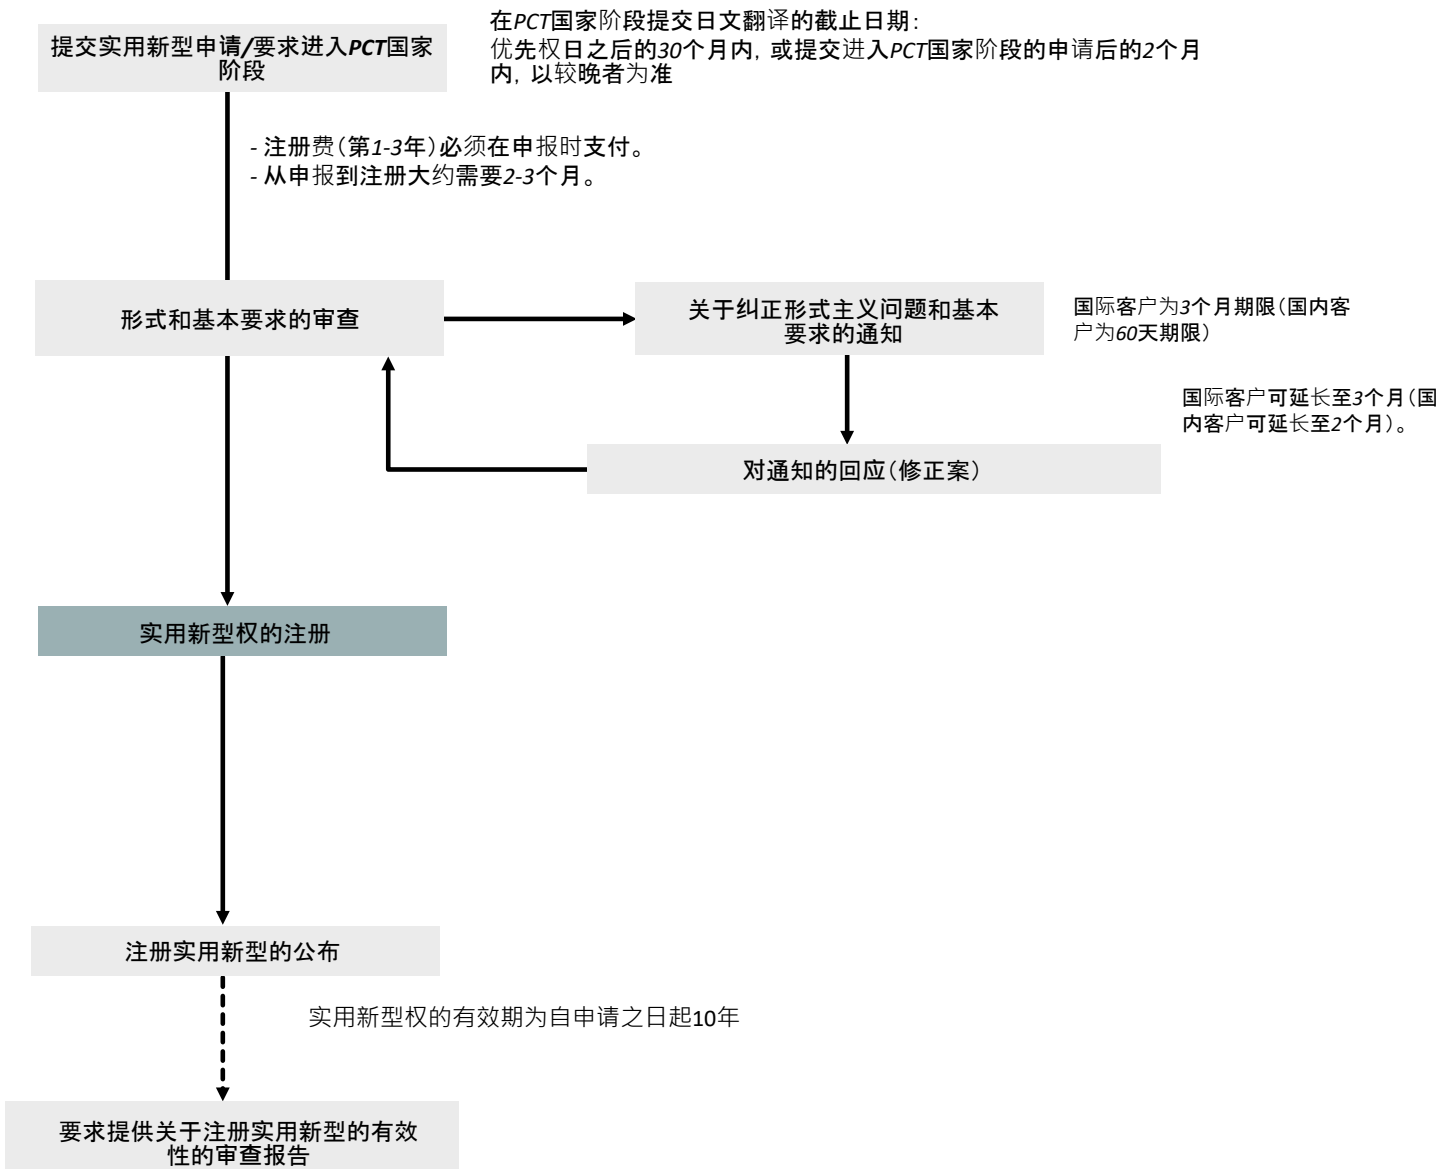 提交实用新型申请/要求进入PCT国家
阶段
在PCT国家阶段提交日文翻译的截止日期：
优先权日之后的30个月内，或提交进入PCT国家阶段的申请后的2个月
内，以较晚者为准
- 注册费（第1-3年）必须在申报时支付。
- 从申报到注册大约需要2-3个月。
形式和基本要求的审查
关于纠正形式主义问题和基本
要求的通知
国际客户为3个月期限（国内客
户为60天期限）
国际客户可延长至3个月（国
内客户可延长至2个月）。
对通知的回应（修正案）
实用新型权的注册
注册实用新型的公布
实用新型权的有效期为自申请之日起10年
要求提供关于注册实用新型的有效
性的审查报告